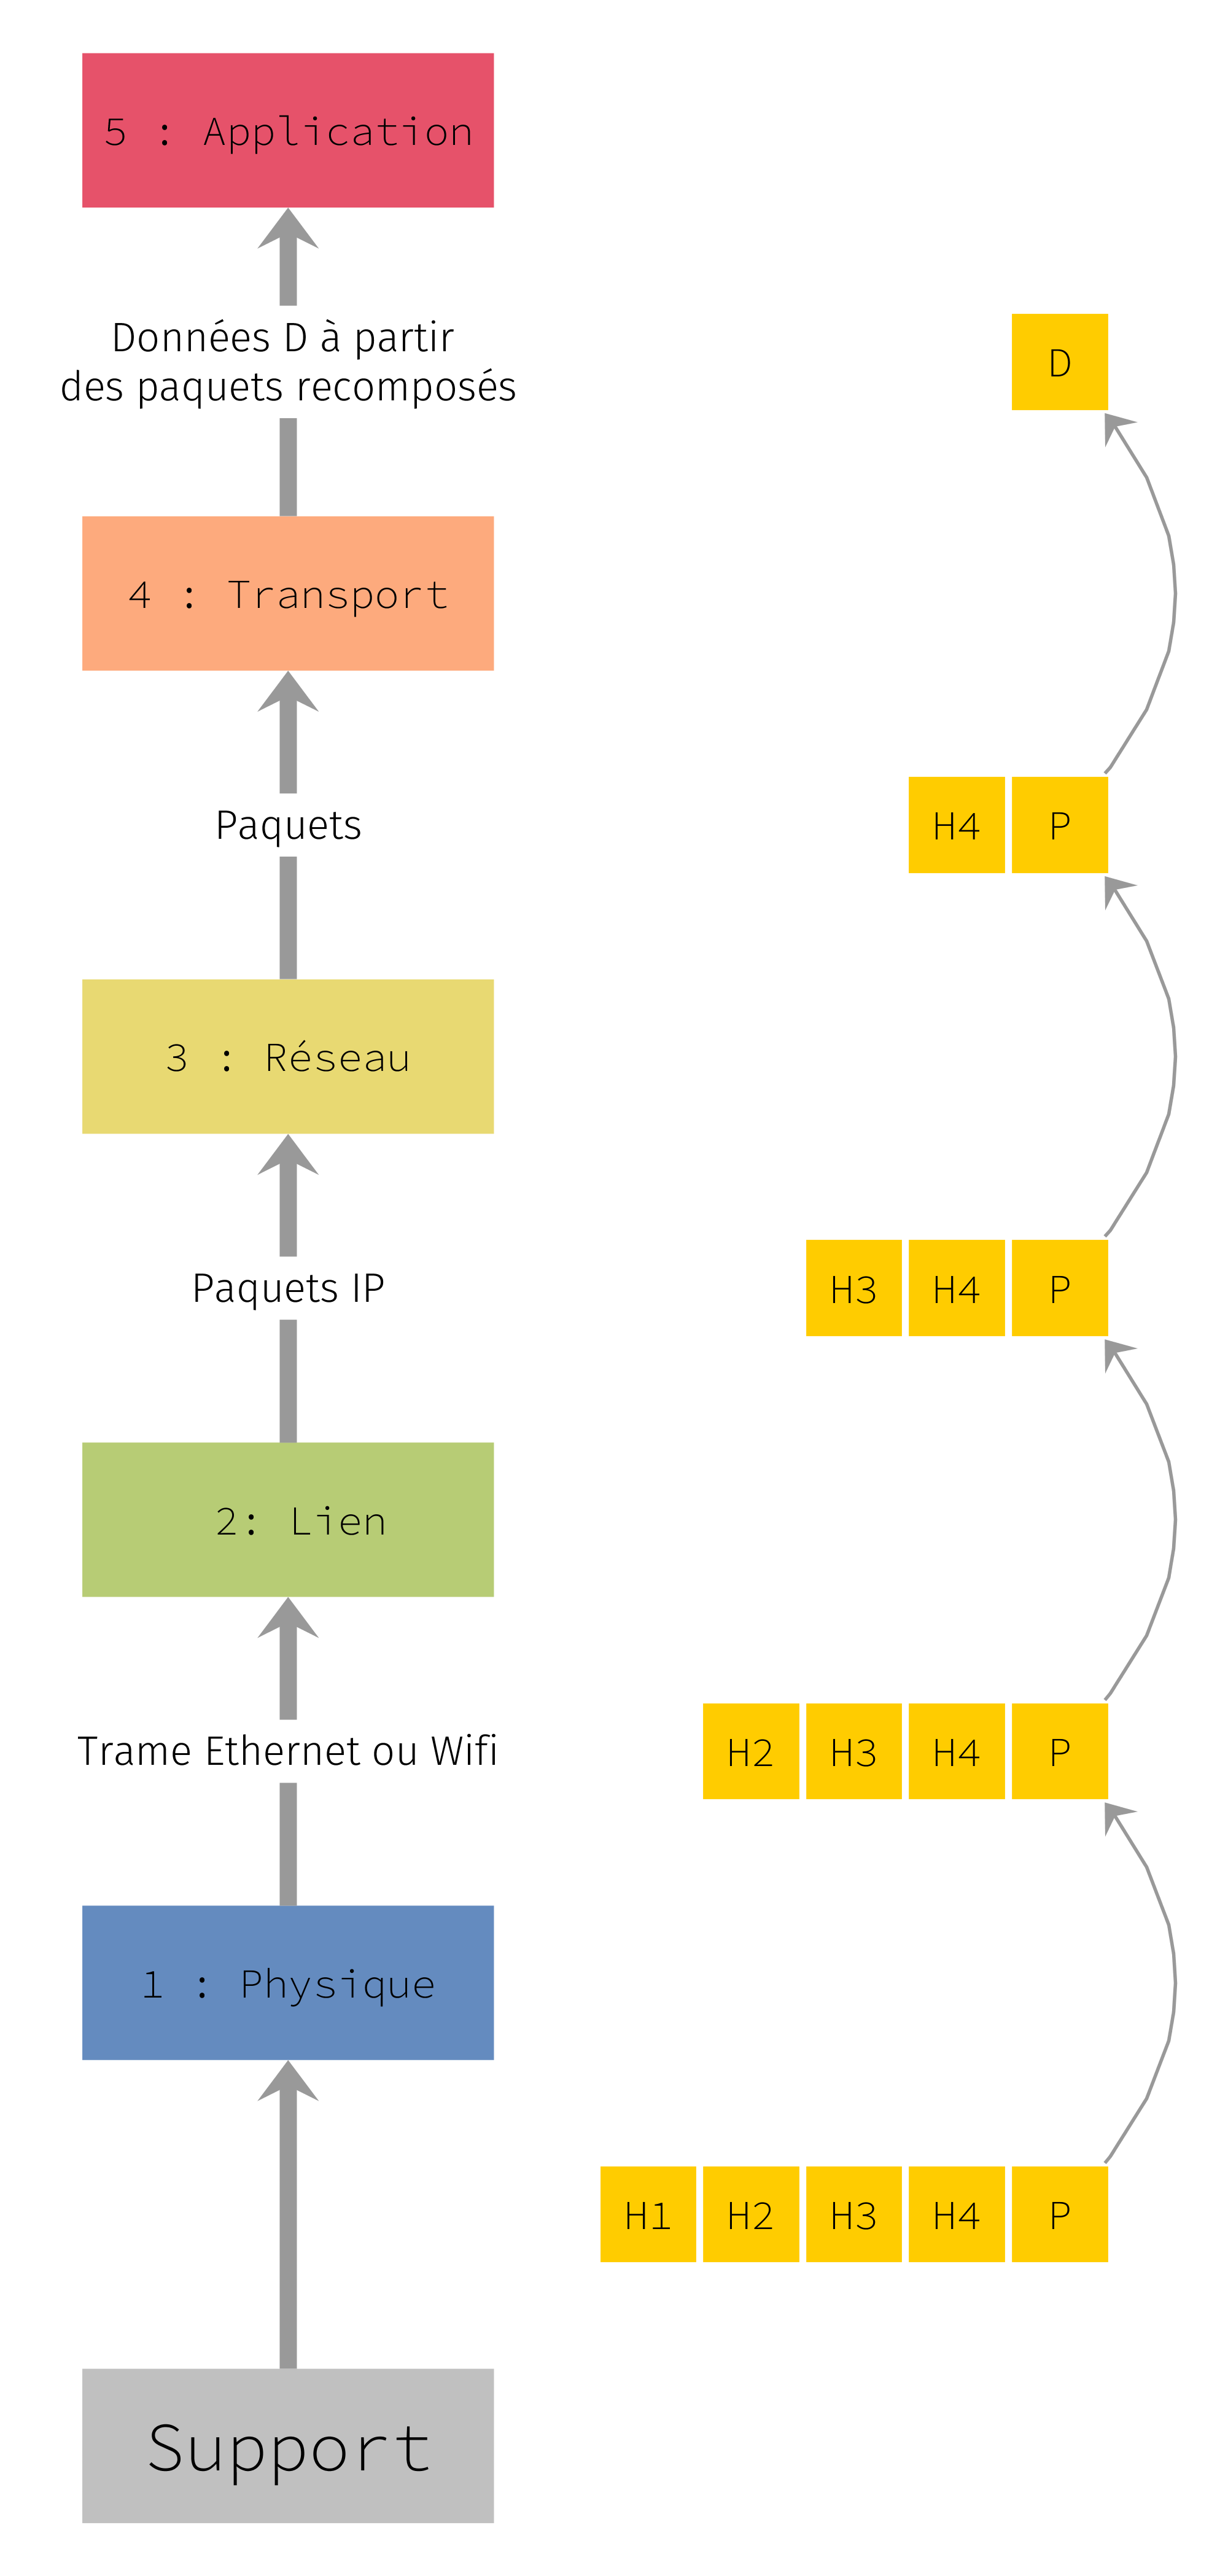 5 : Application
Données D à partir
des paquets recomposés
D
4 : Transport
Paquets
H4 P
3 : Réseau
Paquets IP
H3 H4 P
2: Lien
Trame Ethernet ou Wifi
H2 H3 H4 P
1 : Physique
H1 H2 H3 H4 P
Support